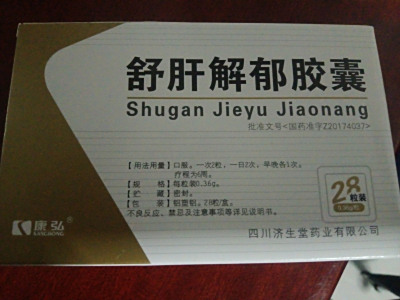 舒肝解郁胶囊
Shugan Jieyu Jiaonang
批准文号<国药准字Z20174037>
【用法用量】口服。一次2粒，一日2次，早晚各1次。
疗程为6周。
【规　　格】每粒装0.36g。
【贮　　藏】密封。
【包　　装】铝塑铝。28粒/盒。
不良反应、禁忌及注意事项等详见说明书。
28
粒装
康弘
四川济生堂药业有限公司